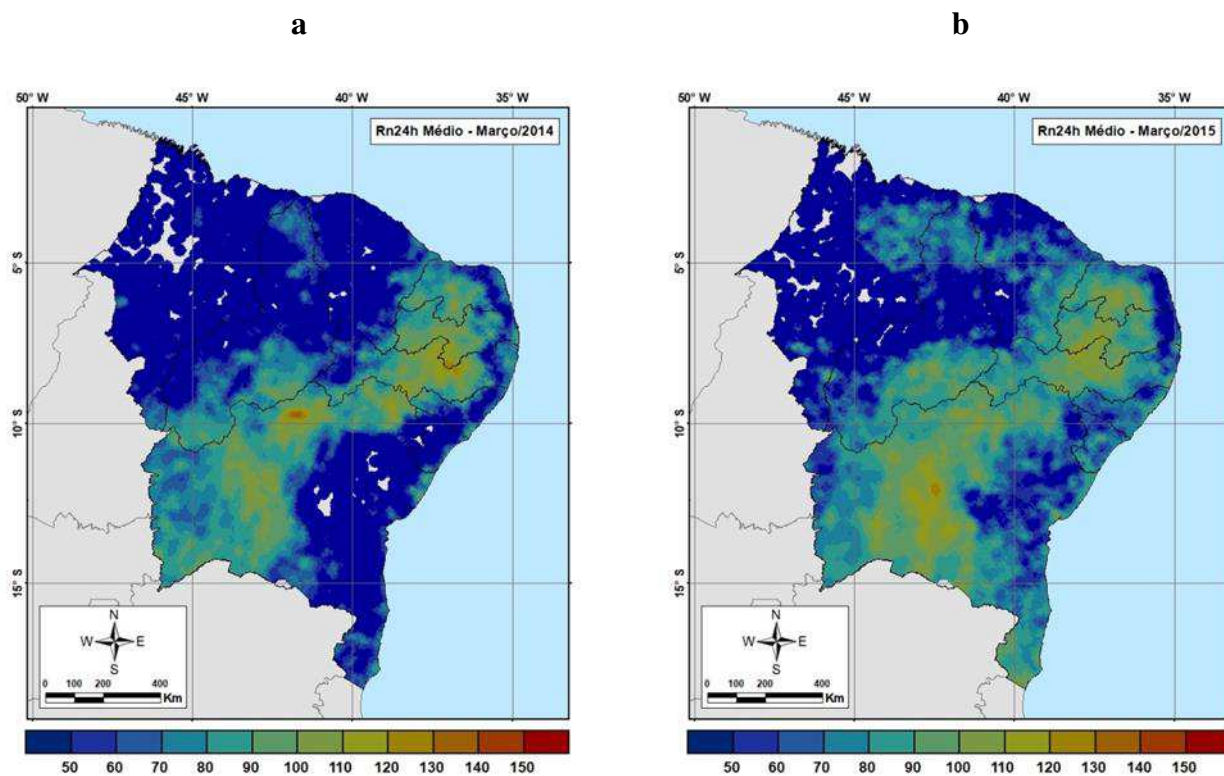 a
b
50° W 45° W 40° W 35° W
Rn24h Médio - Março/2014
5° S
10° S
15° S
N
W E
S
0 100 200 400
Km
50 60 70 80 90 100 110 120 130 140 150
50° W 45° W 40° W 35° W
Rn24h Médio - Março/2015
5° S
10° S
15° S
N
W E
S
0 100 200 400
Km
50 60 70 80 90 100 110 120 130 140 150